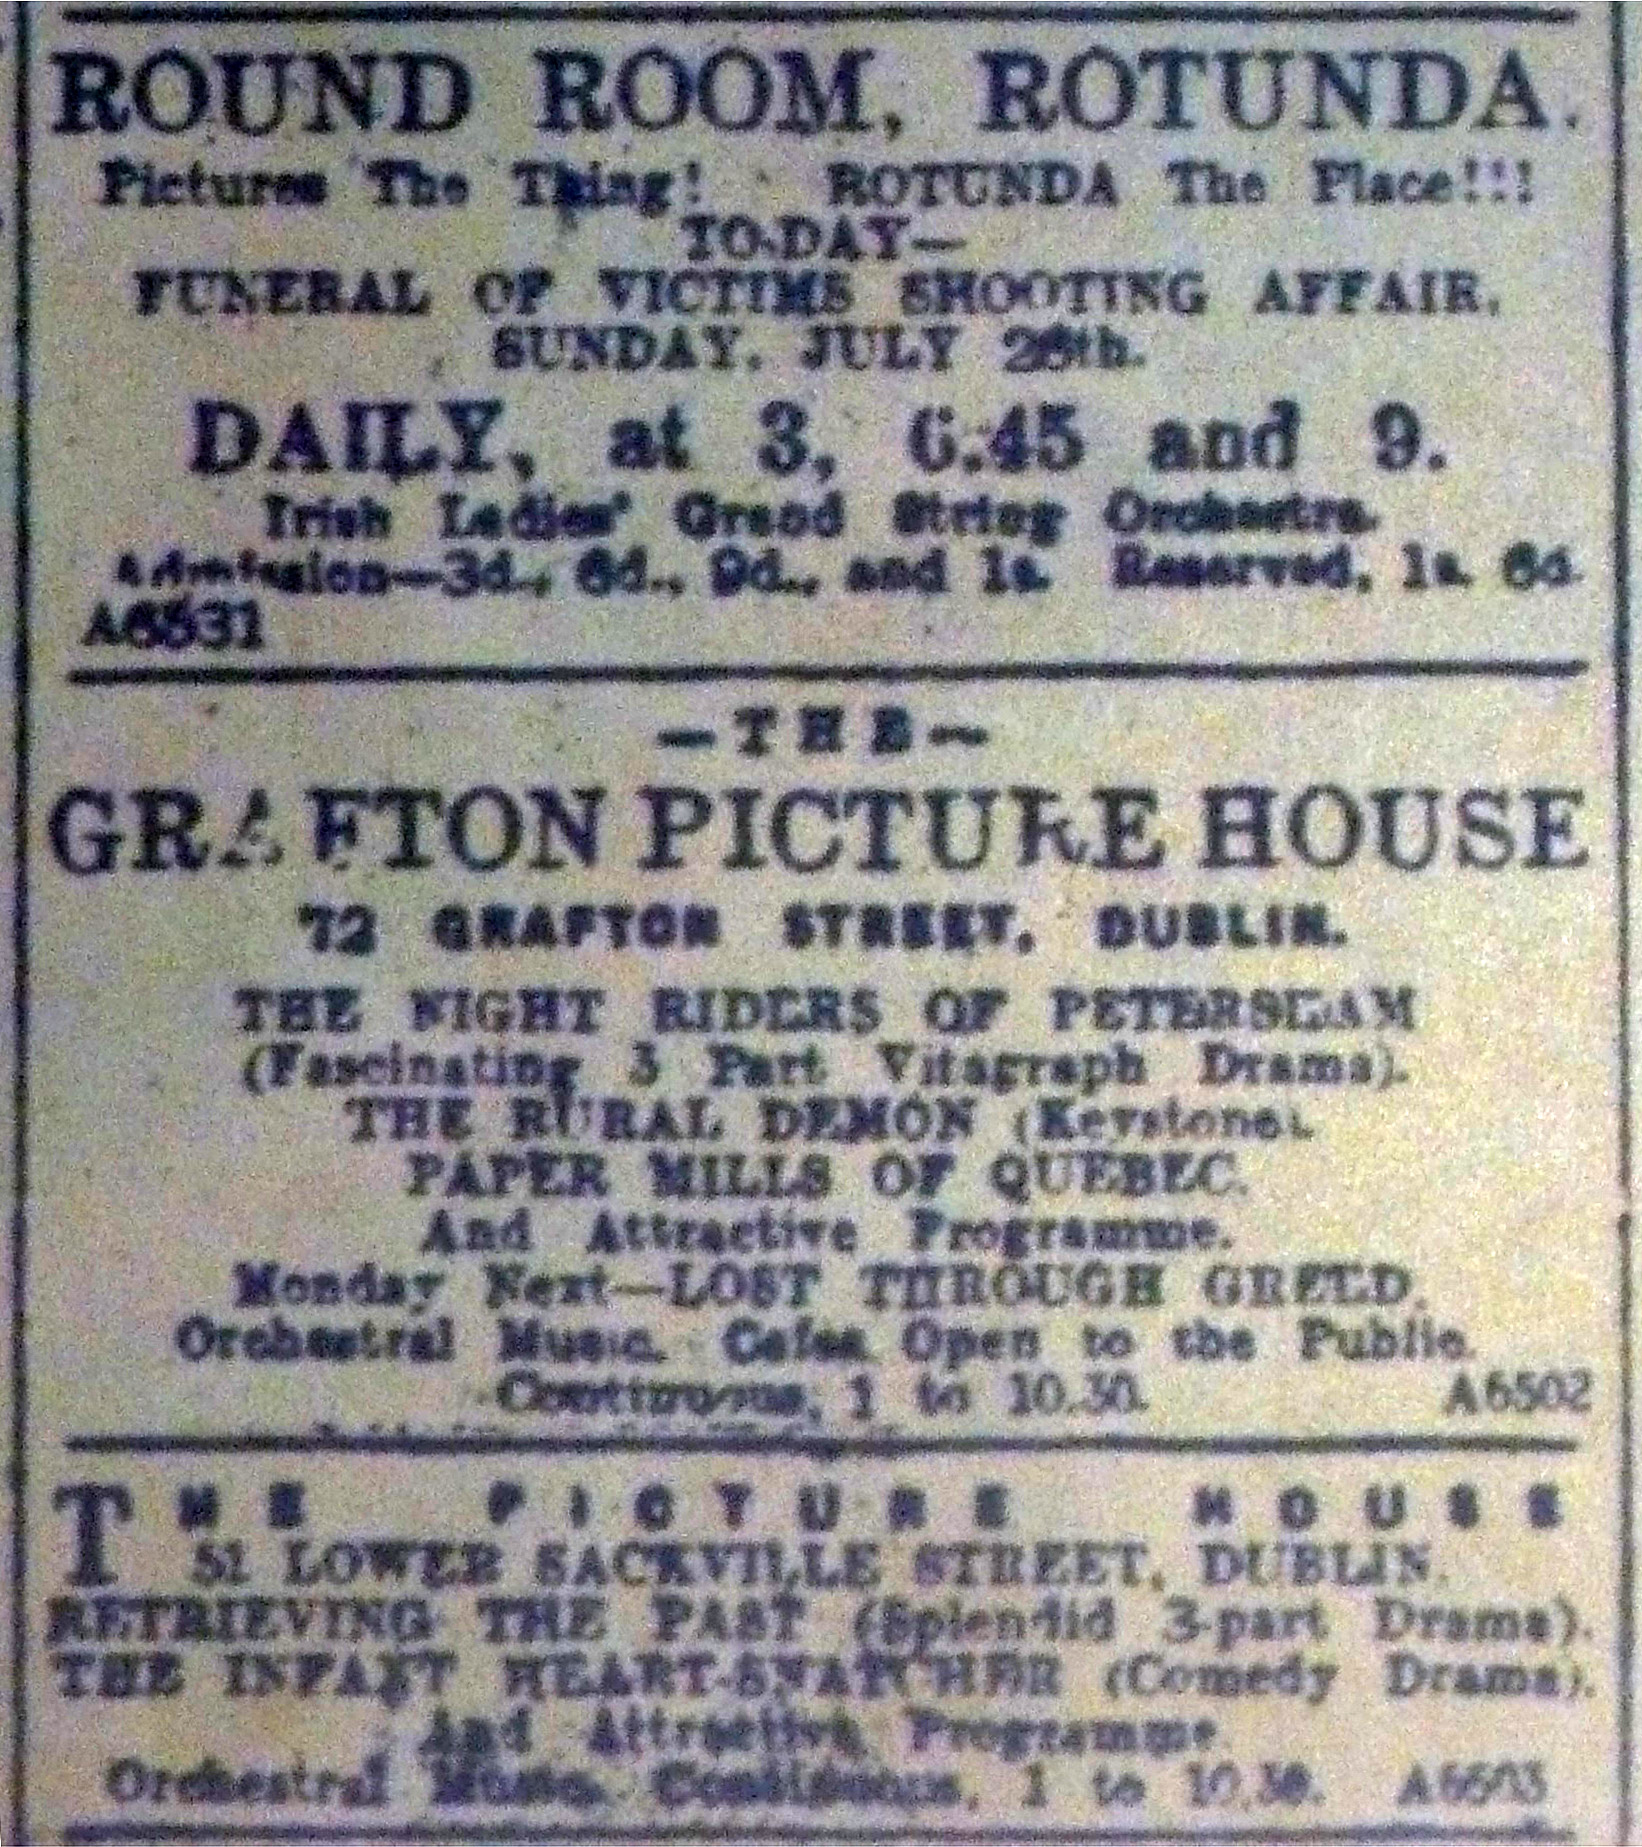 ROUND ROOM, ROTUNDA.
Pictures The Thing! ROTUNDA The Place!!!
TO-DAY—
FUNERAL OF VICTIMS SHOOTING AFFAIR,
SUNDAY, JULY 26th.
DAILY, at 3, 6.45 and 9.
Irish Ladies' Grand String Orchestra.
Admission—3d., 6d., 9d., and 1s. Reserved, 1s. 6d.
A6531
—THE—
GRAFTON PICTURE HOUSE
72 GRAFTON STREET, DUBLIN.
THE NIGHT RIDERS OF PETERSHAM
(Fascinating 3 Part Vitagraph Drama).
THE RURAL DEMON (Keystone).
PAPER MILLS OF QUEBEC.
And Attractive Programme.
Monday Next—LOST THROUGH GREED.
Orchestral Music. Cafes Open to the Public.
Continuous, 1 to 10.30. A6502
THE PICTURE HOUSE
51 LOWER SACKVILLE STREET, DUBLIN.
RETRIEVING THE PAST (Splendid 3-part Drama).
THE INFANT HEART-SNATCHER (Comedy Drama).
And Attractive Programme.
Orchestral Music. Continuous, 1 to 10.30. A6503